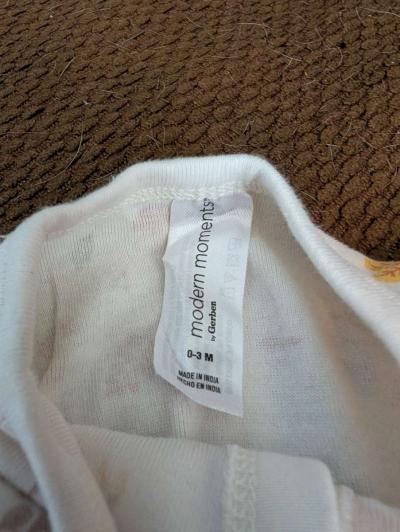 modern moments
by Gerber
0-3 M
MADE IN INDIA
HECHO EN INDIA